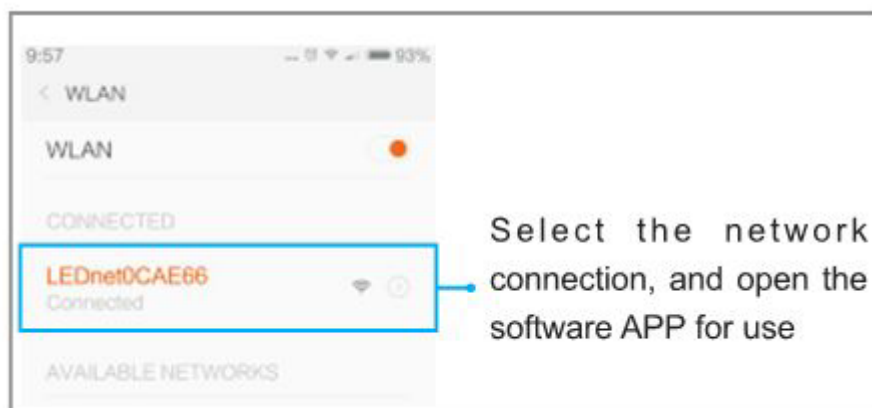 9:57
93%
< WLAN
WLAN
CONNECTED
LEDnet0CAE66
Connected
AVAILABLE NETWORKS
Select the network
connection, and open the
software APP for use